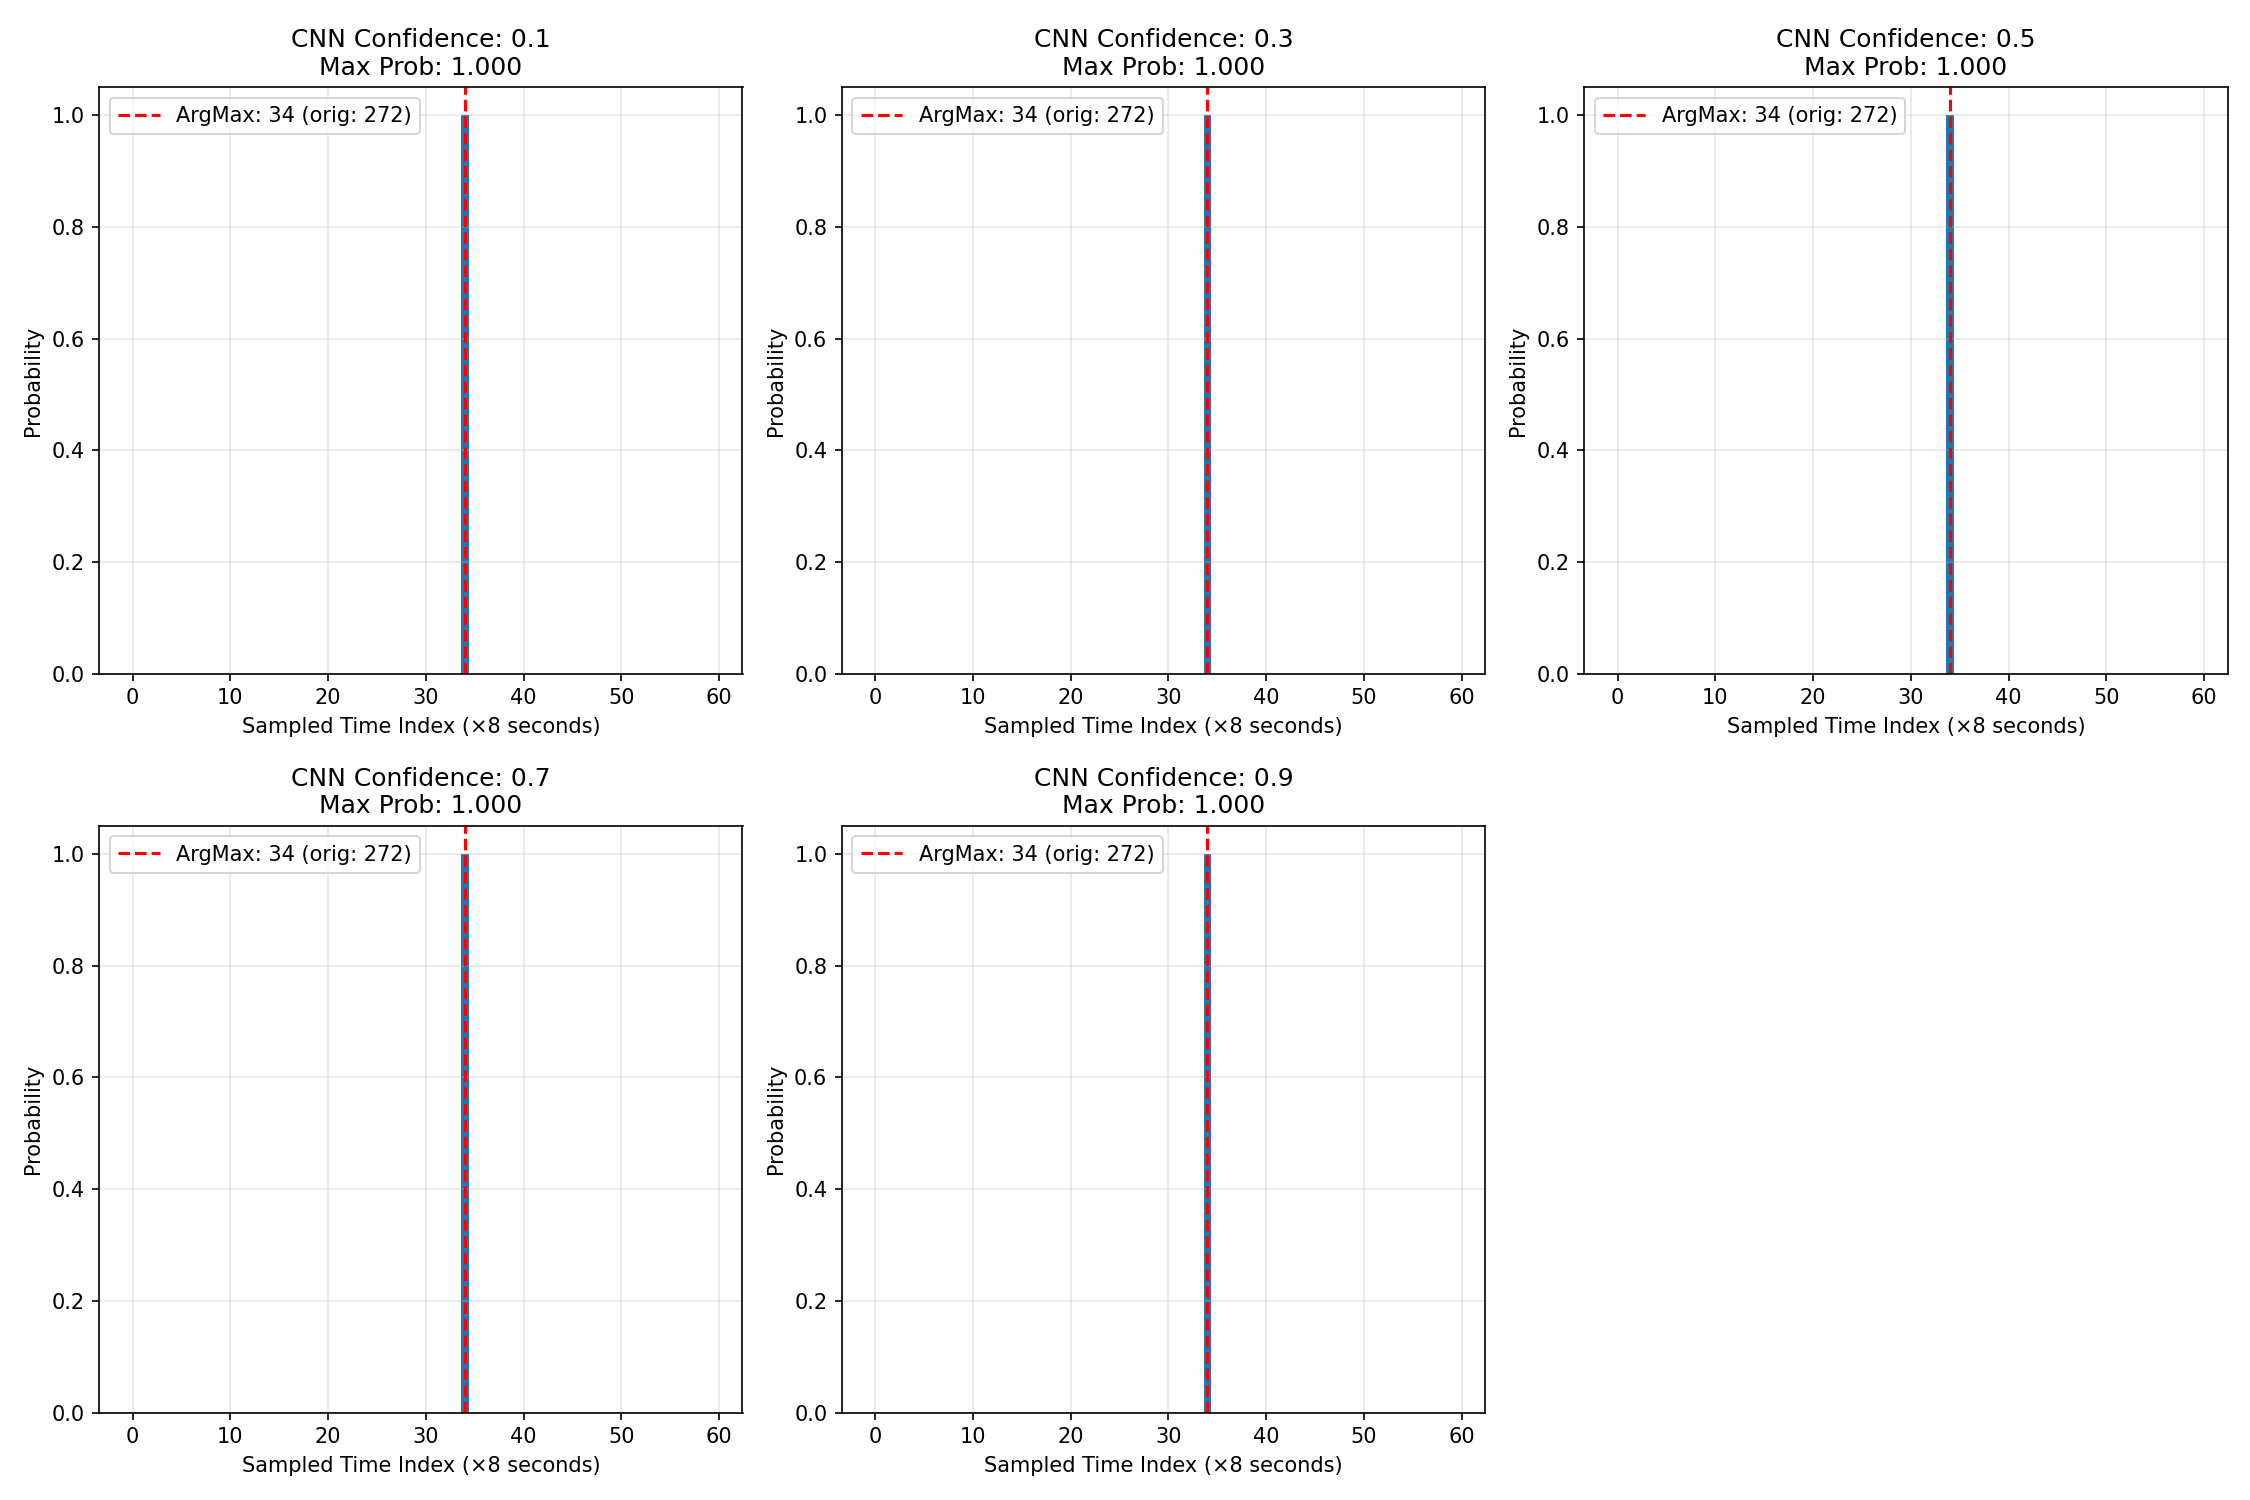 CNN Confidence: 0.1
Max Prob: 1.000
ArgMax: 34 (orig: 272)
Probability
1.0
0.8
0.6
0.4
0.2
0.0
0 10 20 30 40 50 60
Sampled Time Index (×8 seconds)
CNN Confidence: 0.3
Max Prob: 1.000
ArgMax: 34 (orig: 272)
Probability
1.0
0.8
0.6
0.4
0.2
0.0
0 10 20 30 40 50 60
Sampled Time Index (×8 seconds)
CNN Confidence: 0.5
Max Prob: 1.000
ArgMax: 34 (orig: 272)
Probability
1.0
0.8
0.6
0.4
0.2
0.0
0 10 20 30 40 50 60
Sampled Time Index (×8 seconds)
CNN Confidence: 0.7
Max Prob: 1.000
ArgMax: 34 (orig: 272)
Probability
1.0
0.8
0.6
0.4
0.2
0.0
0 10 20 30 40 50 60
Sampled Time Index (×8 seconds)
CNN Confidence: 0.9
Max Prob: 1.000
ArgMax: 34 (orig: 272)
Probability
1.0
0.8
0.6
0.4
0.2
0.0
0 10 20 30 40 50 60
Sampled Time Index (×8 seconds)